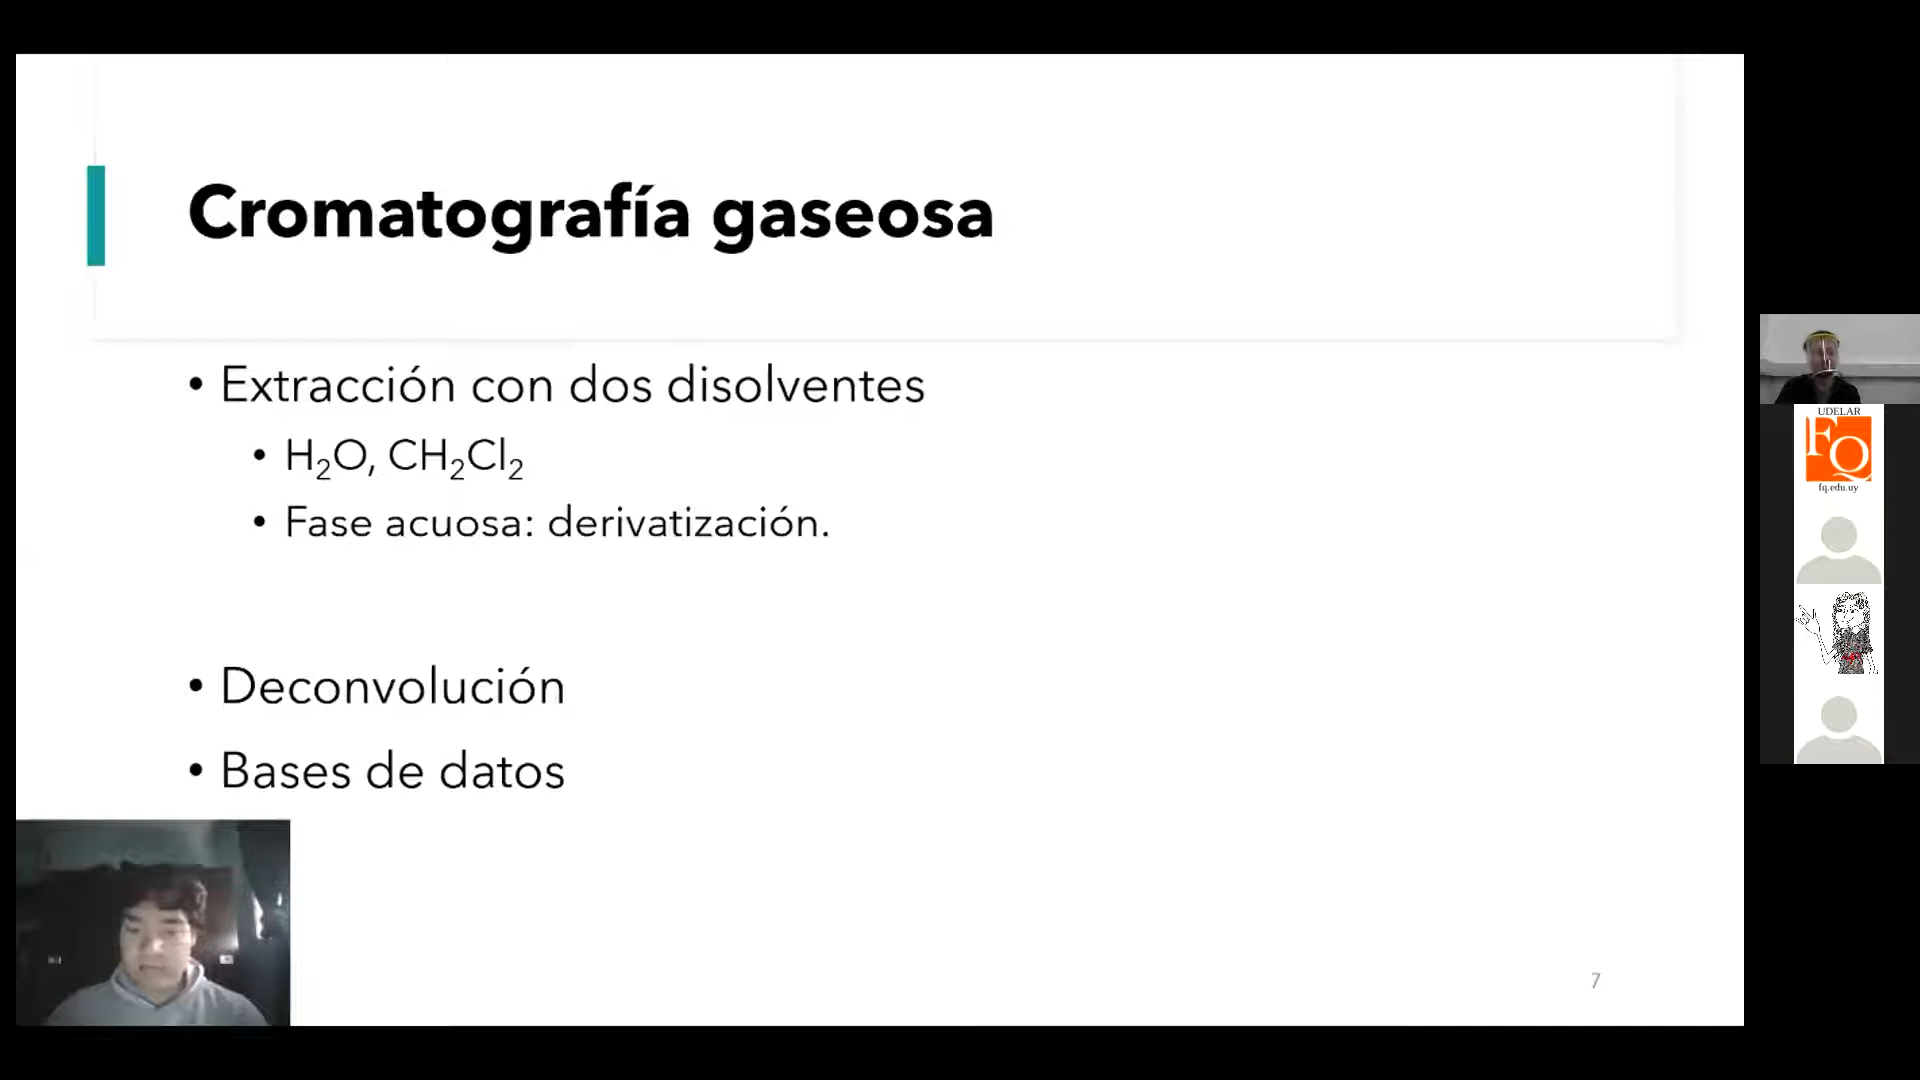 Cromatografía gaseosa
• Extracción con dos disolventes
• H₂O, CH₂Cl₂
• Fase acuosa: derivatización.
• Deconvolución
• Bases de datos
7
UDELAR
FQ
fq.edu.uy